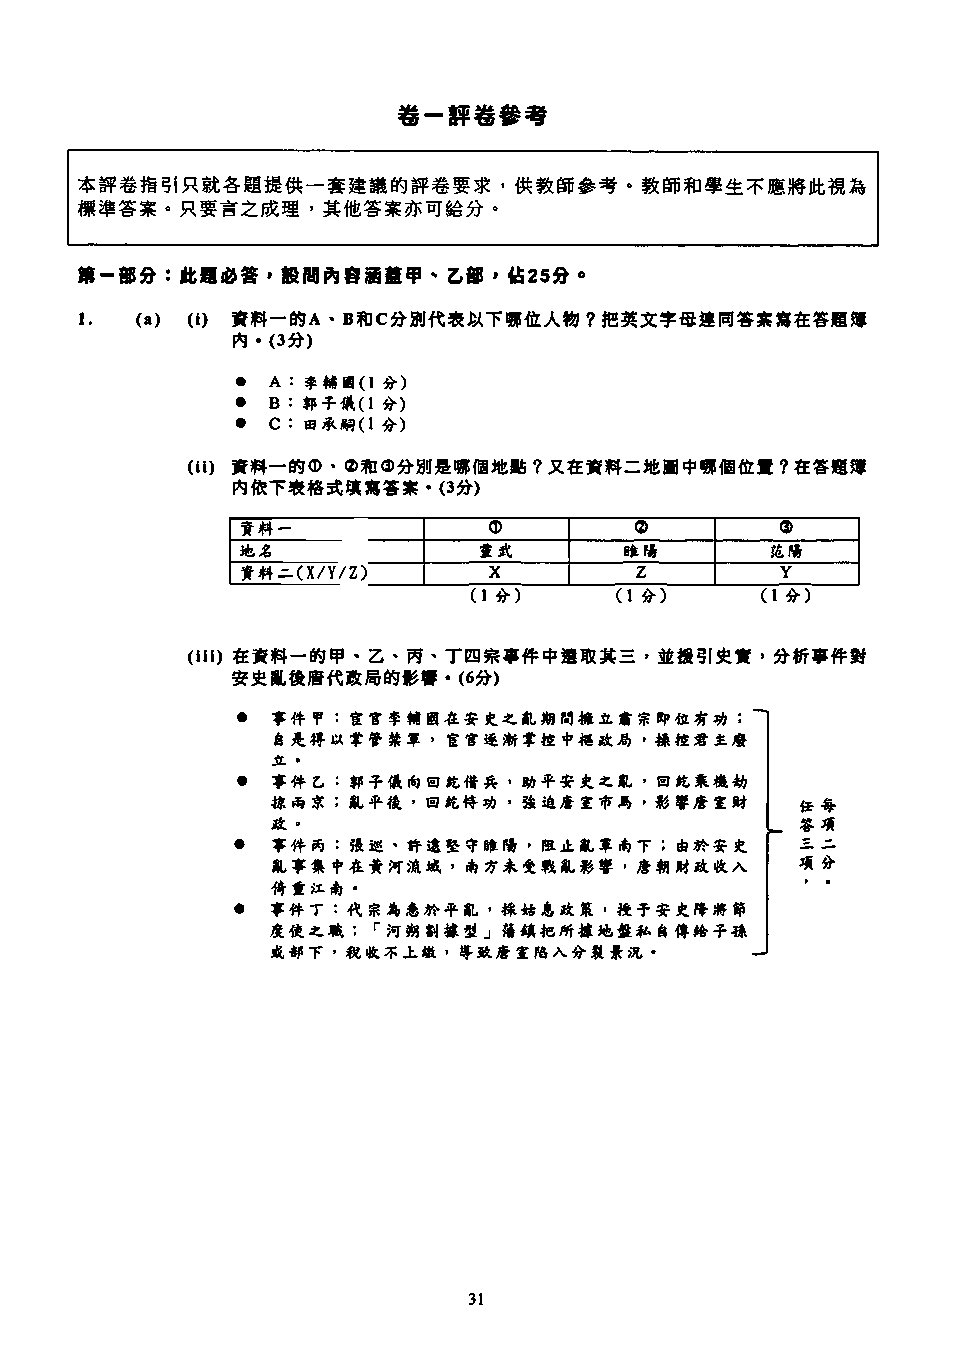 卷一評卷參考
本評卷指引只就各題提供一套建議的評卷要求，供教師參考。教師和學生不應將此視為
標準答案。只要言之成理，其他答案亦可給分。
第一部分：此題必答，設問內容涵蓋甲、乙部，佔25分。
1. (a) (i) 資料一的A、B和C分別代表以下哪位人物？把英文字母連同答案寫在答題簿
內。(3分)
● A：李輔國(1 分)
● B：郭子儀(1 分)
● C：田承嗣(1 分)
(ii) 資料一的①、②和③分別是哪個地點？又在資料二地圖中哪個位置？在答題簿
內依下表格式填寫答案。(3分)
資料一 ① ② ③
地名 靈武 睢陽 范陽
資料二(X/Y/Z) X Z Y
(1 分) (1 分) (1 分)
(iii) 在資料一的甲、乙、丙、丁四宗事件中選取其三，並援引史實，分析事件對
安史亂後唐代政局的影響。(6分)
● 事件甲：宦官李輔國在安史之亂期間擁立肅宗即位有功；
自是得以掌管禁軍，宦官逐漸掌控中樞政局，操控君主廢
立。
● 事件乙：郭子儀向回紇借兵，助平安史之亂，回紇乘機劫
掠兩京；亂平後，回紇恃功，強迫唐室市馬，影響唐室財
政。
● 事件丙：張巡、許遠堅守睢陽，阻止亂軍南下；由於安史
亂事集中在黃河流域，南方未受戰亂影響，唐朝財政收入
倚重江南。
● 事件丁：代宗為急於平亂，採姑息政策，授予安史降將節
度使之職；「河朔割據型」藩鎮把所據地盤私自傳給子孫
或部下，稅收不上繳，導致唐室陷入分裂景況。
任答三項，
每項二分。
31